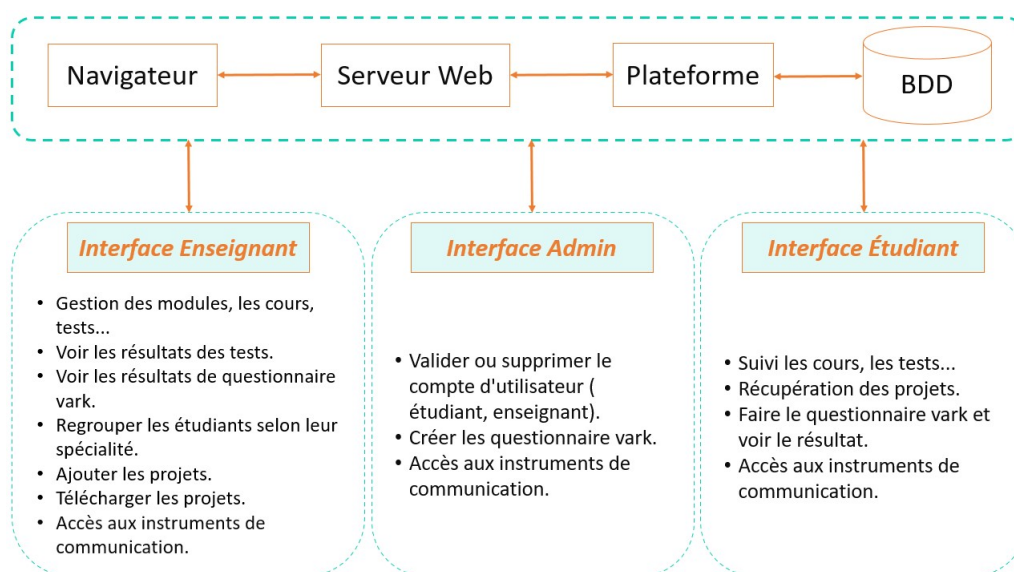 Navigateur
Serveur Web
Plateforme
BDD
Interface Enseignant
• Gestion des modules, les cours,
tests...
• Voir les résultats des tests.
• Voir les résultats de questionnaire
vark.
• Regrouper les étudiants selon leur
spécialité.
• Ajouter les projets.
• Télécharger les projets.
• Accès aux instruments de
communication.
Interface Admin
• Valider ou supprimer le
compte d'utilisateur (
étudiant, enseignant).
• Créer les questionnaire vark.
• Accès aux instruments de
communication.
Interface Étudiant
• Suivi les cours, les tests...
• Récupération des projets.
• Faire le questionnaire vark et
voir le résultat.
• Accès aux instruments de
communication.